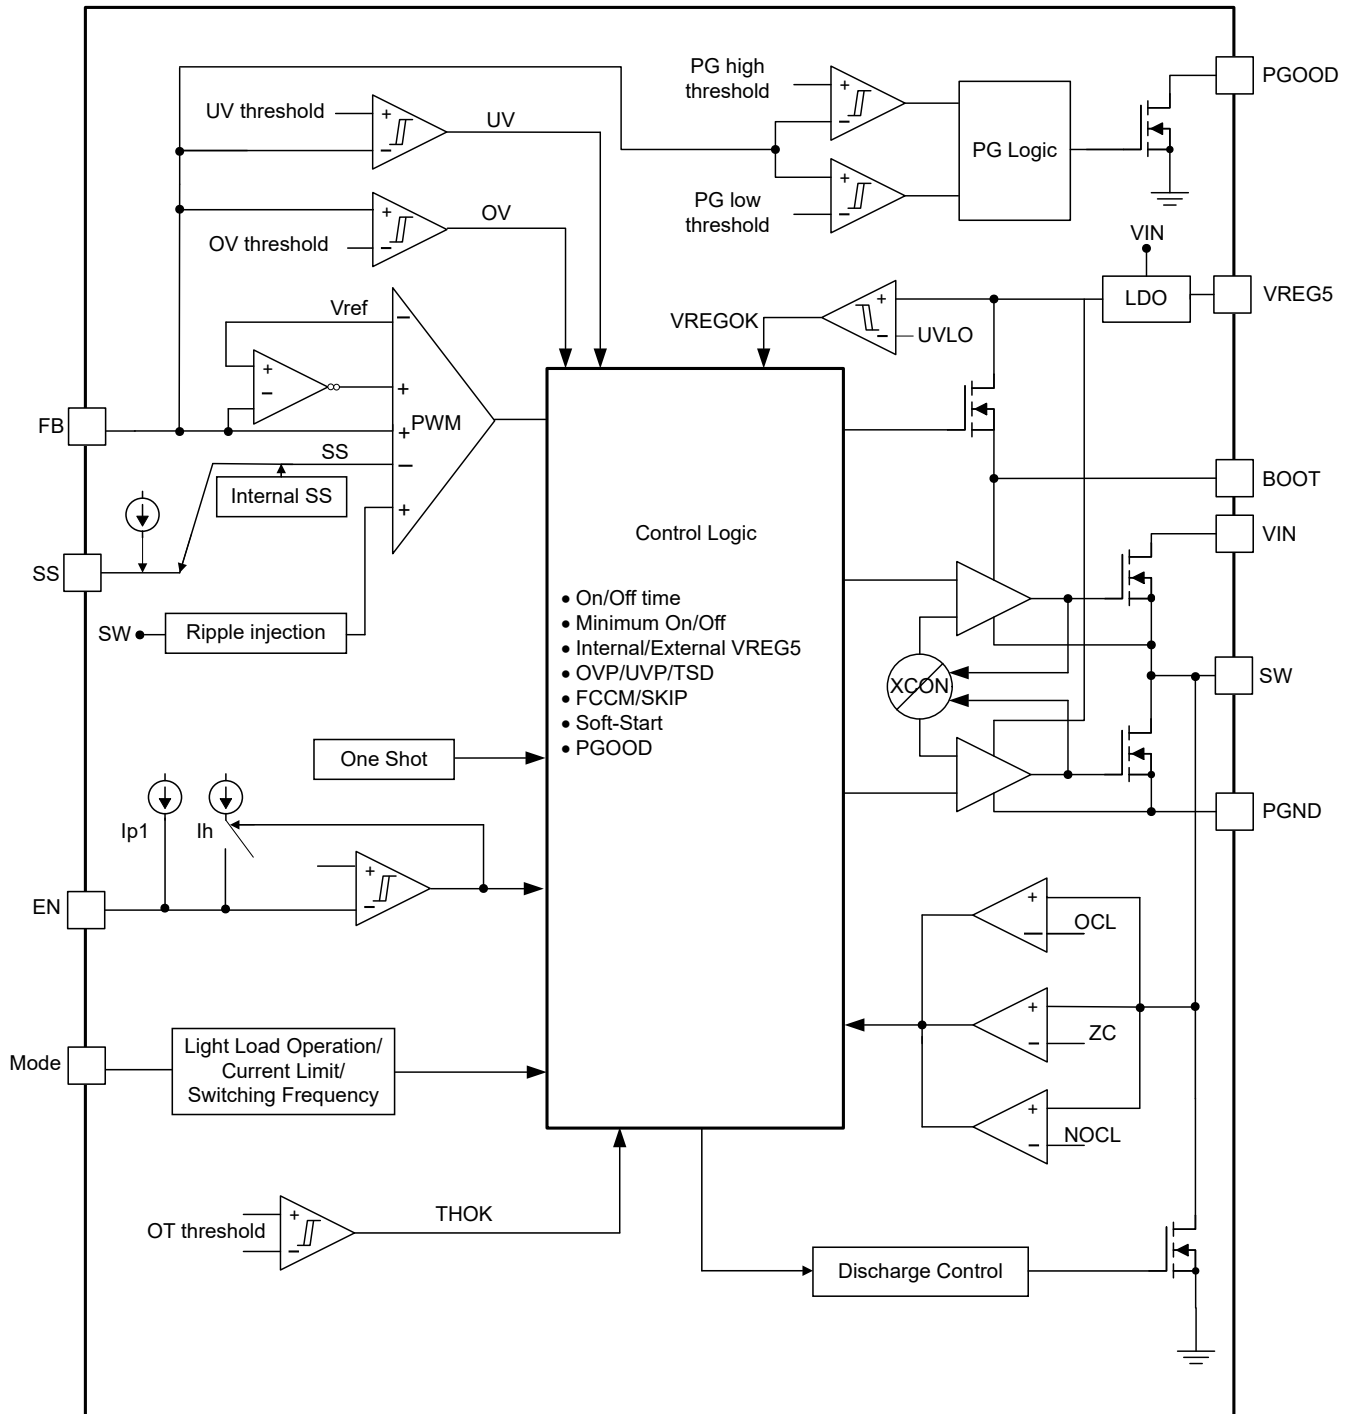 PG high
threshold
PGOOD
UV threshold
UV
PG Logic
PG low
threshold
OV
OV threshold
VIN
LDO
VREG5
Vref
VREGOK
UVLO
FB
PWM
SS
Internal SS
BOOT
VIN
Control Logic
SS
• On/Off time
• Minimum On/Off
• Internal/External VREG5
• OVP/UVP/TSD
• FCCM/SKIP
• Soft-Start
• PGOOD
SW
Ripple injection
XCON
SW
One Shot
Ip1
Ih
PGND
EN
OCL
ZC
Mode
Light Load Operation/
Current Limit/
Switching Frequency
NOCL
OT threshold
THOK
Discharge Control